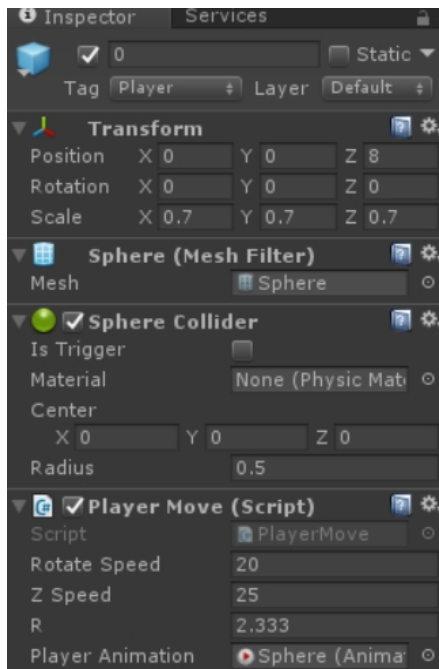 Inspector Services
0 Static
Tag Player Layer Default
Transform
Position X 0 Y 0 Z 8
Rotation X 0 Y 0 Z 0
Scale X 0.7 Y 0.7 Z 0.7
Sphere (Mesh Filter)
Mesh Sphere
Sphere Collider
Is Trigger
Material None (Physic Mat
Center
X 0 Y 0 Z 0
Radius 0.5
Player Move (Script)
Script PlayerMove
Rotate Speed 20
Z Speed 25
R 2.333
Player Animation Sphere (Anima